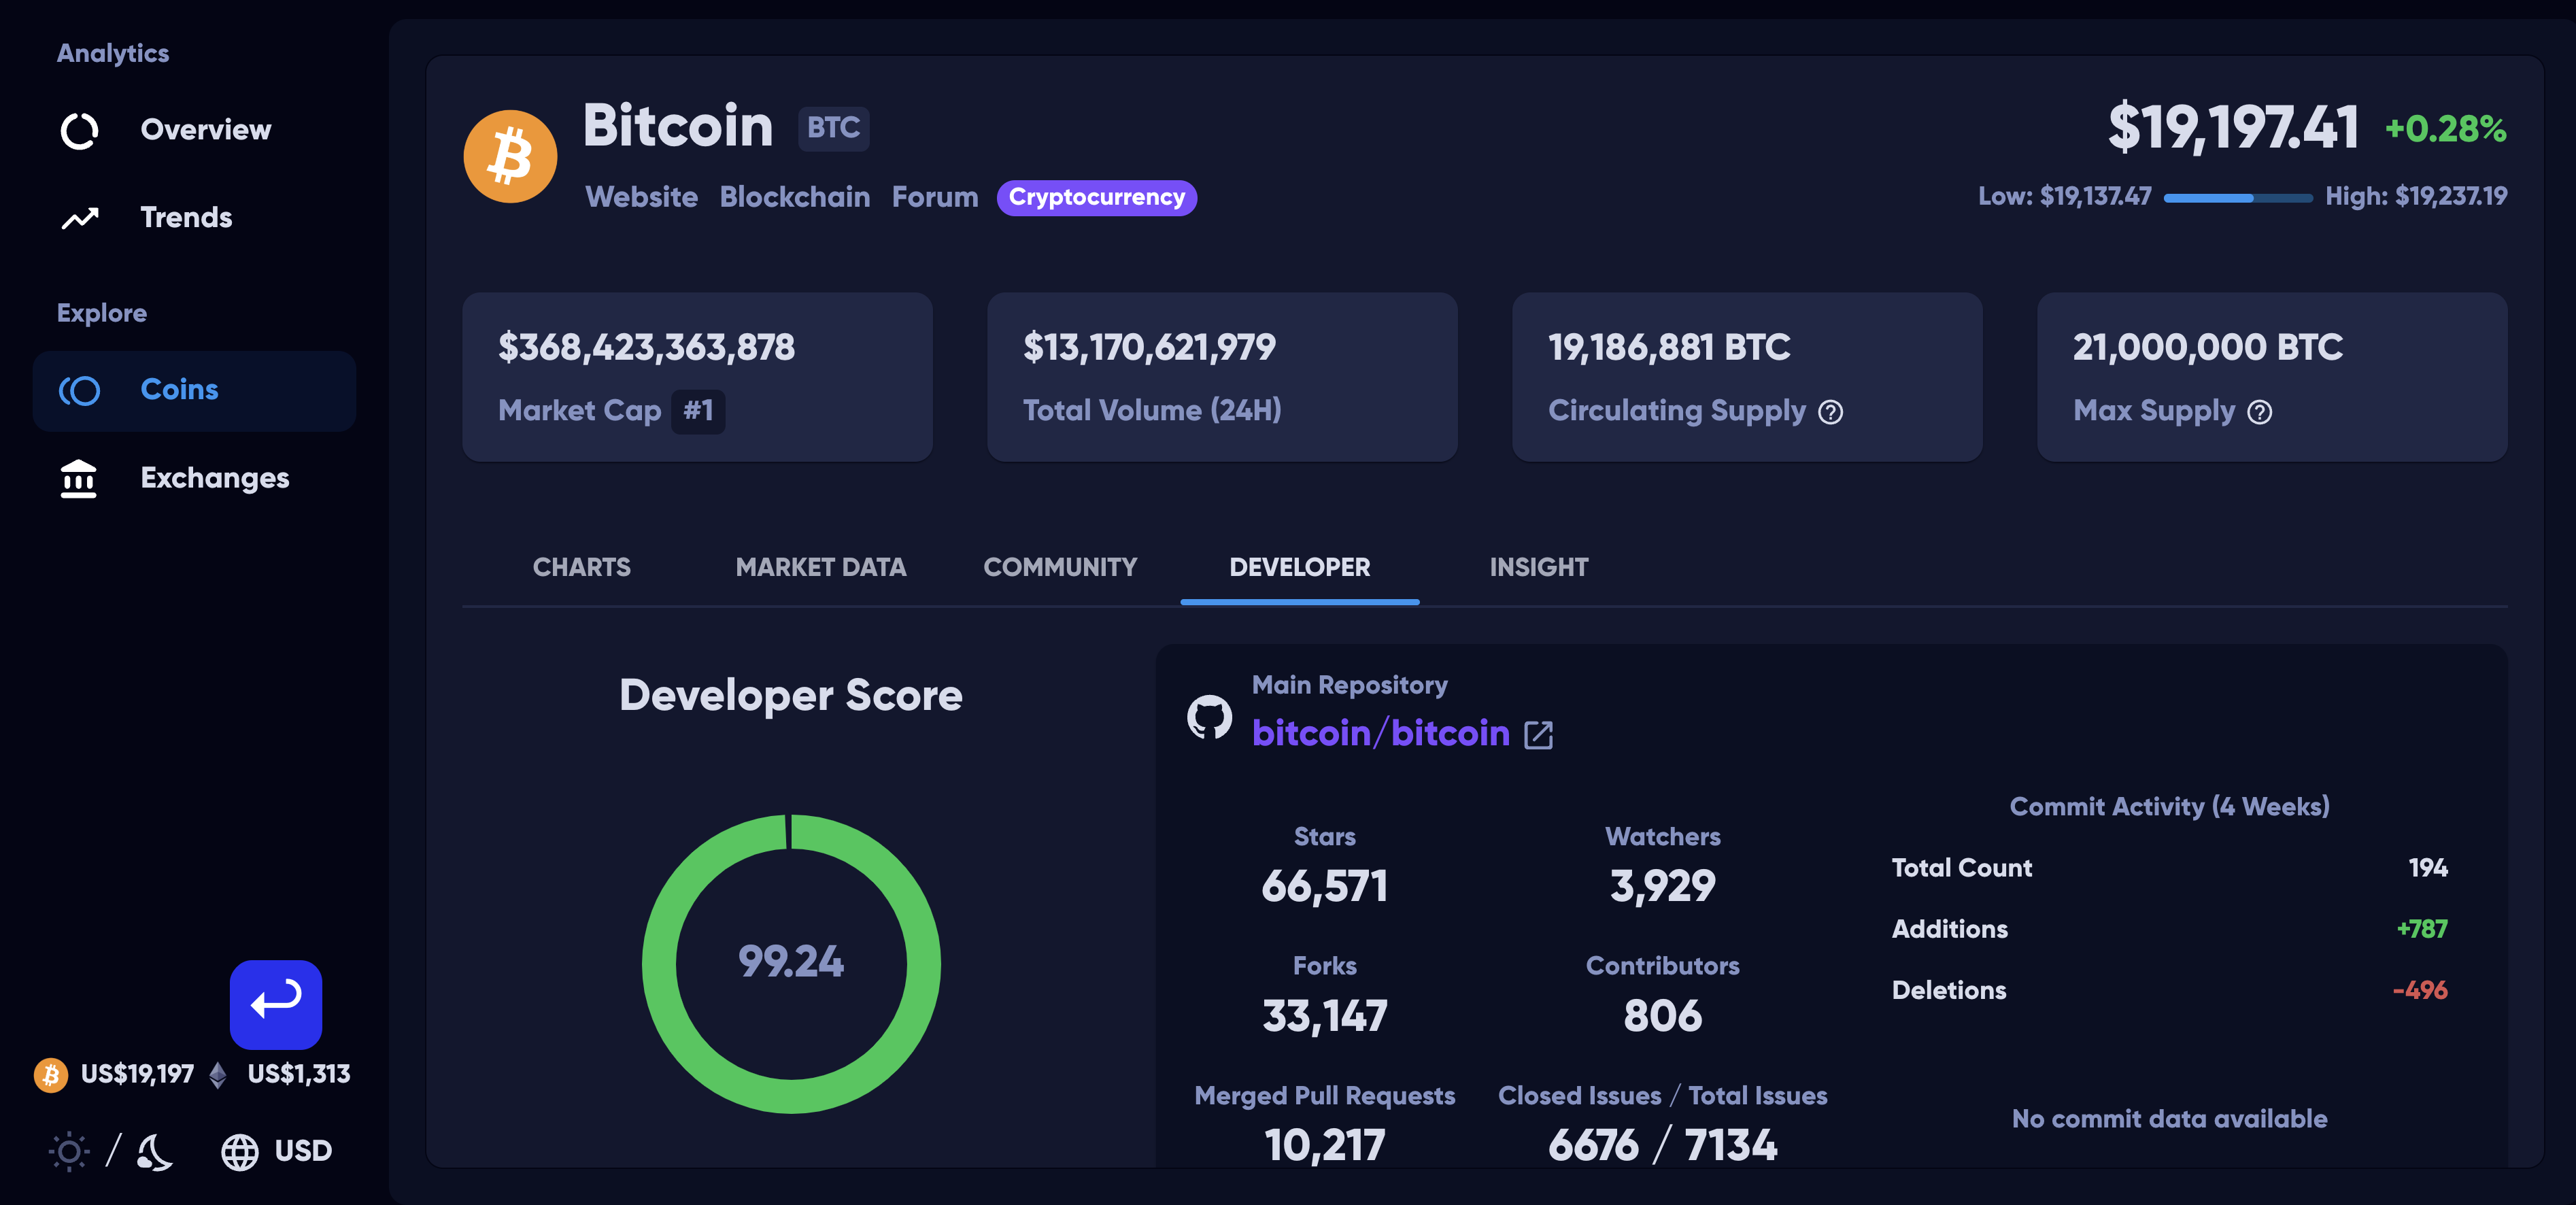 Analytics
Overview
Trends
Explore
Coins
Exchanges
US$19,197 US$1,313
/ USD
Bitcoin BTC
Website Blockchain Forum Cryptocurrency
$19,197.41 +0.28%
Low: $19,137.47 High: $19,237.19
$368,423,363,878
Market Cap #1
$13,170,621,979
Total Volume (24H)
19,186,881 BTC
Circulating Supply ?
21,000,000 BTC
Max Supply ?
CHARTS MARKET DATA COMMUNITY DEVELOPER INSIGHT
Developer Score
99.24
Main Repository
bitcoin/bitcoin
Stars
66,571
Watchers
3,929
Forks
33,147
Contributors
806
Merged Pull Requests
10,217
Closed Issues / Total Issues
6676 / 7134
Commit Activity (4 Weeks)
Total Count 194
Additions +787
Deletions -496
No commit data available